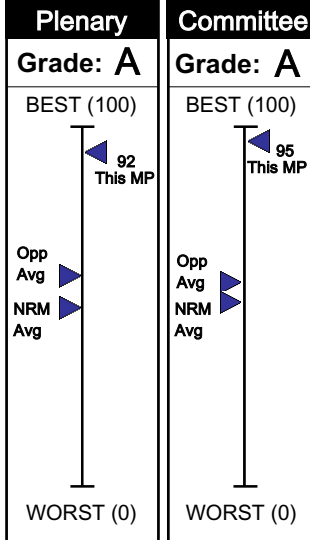 Plenary
Grade: A
BEST (100)
92
This MP
Opp
Avg
NRM
Avg
WORST (0)
Committee
Grade: A
BEST (100)
95
This MP
Opp
Avg
NRM
Avg
WORST (0)